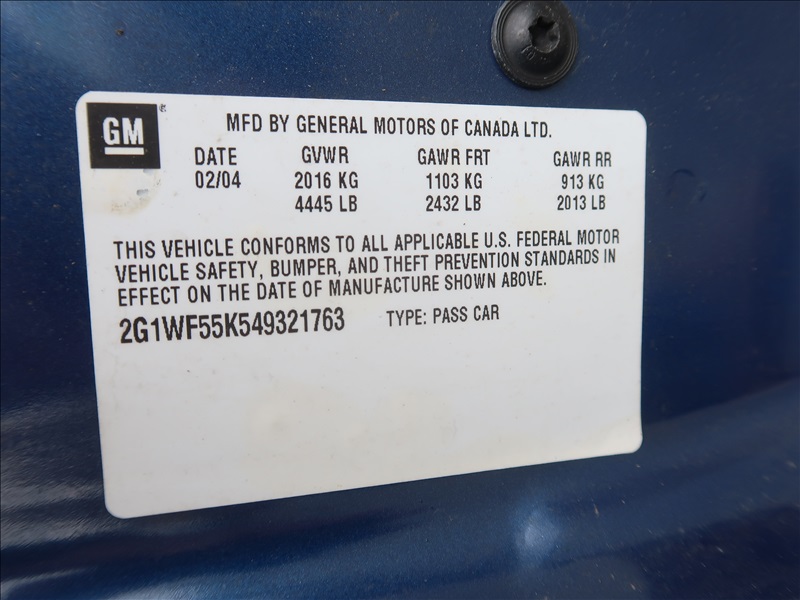 GM
MFD BY GENERAL MOTORS OF CANADA LTD.
DATE GVWR GAWR FRT GAWR RR
02/04 2016 KG 1103 KG 913 KG
4445 LB 2432 LB 2013 LB
THIS VEHICLE CONFORMS TO ALL APPLICABLE U.S. FEDERAL MOTOR
VEHICLE SAFETY, BUMPER, AND THEFT PREVENTION STANDARDS IN
EFFECT ON THE DATE OF MANUFACTURE SHOWN ABOVE.
2G1WF55K549321763 TYPE: PASS CAR